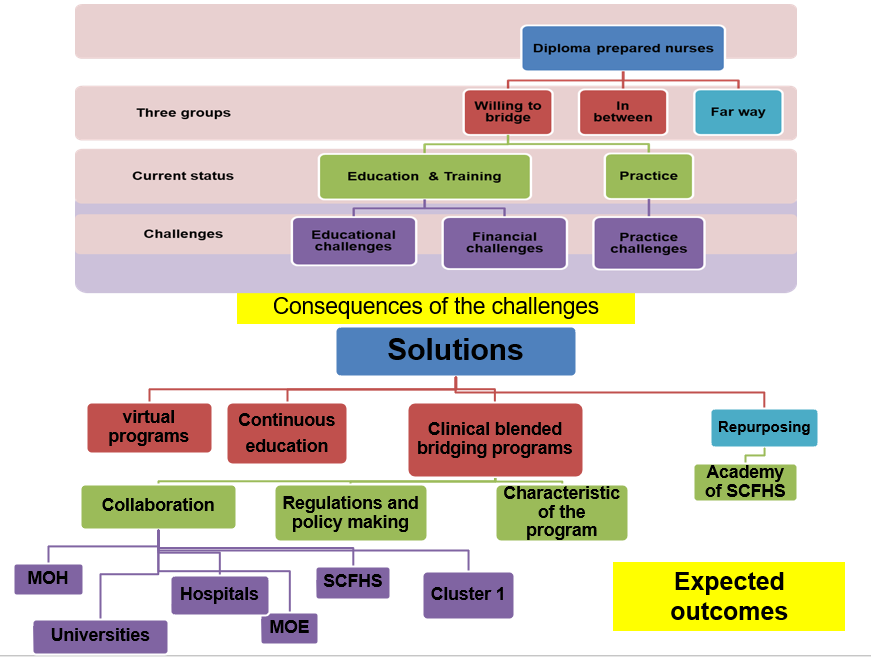 Diploma prepared nurses
Three groups
Willing to
bridge
In
between
Far way
Current status
Education & Training
Practice
Challenges
Educational
challenges
Financial
challenges
Practice
challenges
Consequences of the challenges
Solutions
virtual
programs
Continuous
education
Clinical blended
bridging programs
Repurposing
Academy
of SCFHS
Collaboration
Regulations and
policy making
Characteristic
of the
program
MOH
Universities
Hospitals
MOE
SCFHS
Cluster 1
Expected
outcomes